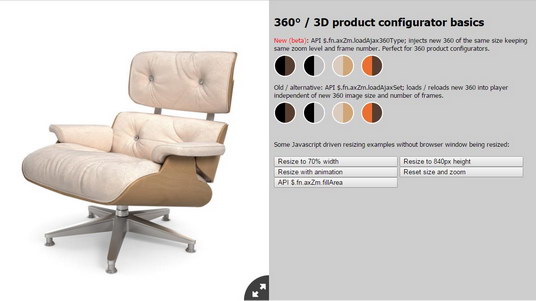 360° / 3D product configurator basics
New (beta): API $.fn.axZm.loadAjax360Type; injects new 360 of the same size keeping
same zoom level and frame number. Perfect for 360 product configurators.
Old / alternative: API $.fn.axZm.loadAjaxSet; loads / reloads new 360 into player
independent of new 360 image size and number of frames.
Some Javascript driven resizing examples without browser window being resized:
Resize to 70% width
Resize to 840px height
Resize with animation
Reset size and zoom
API $.fn.axZm.fillArea